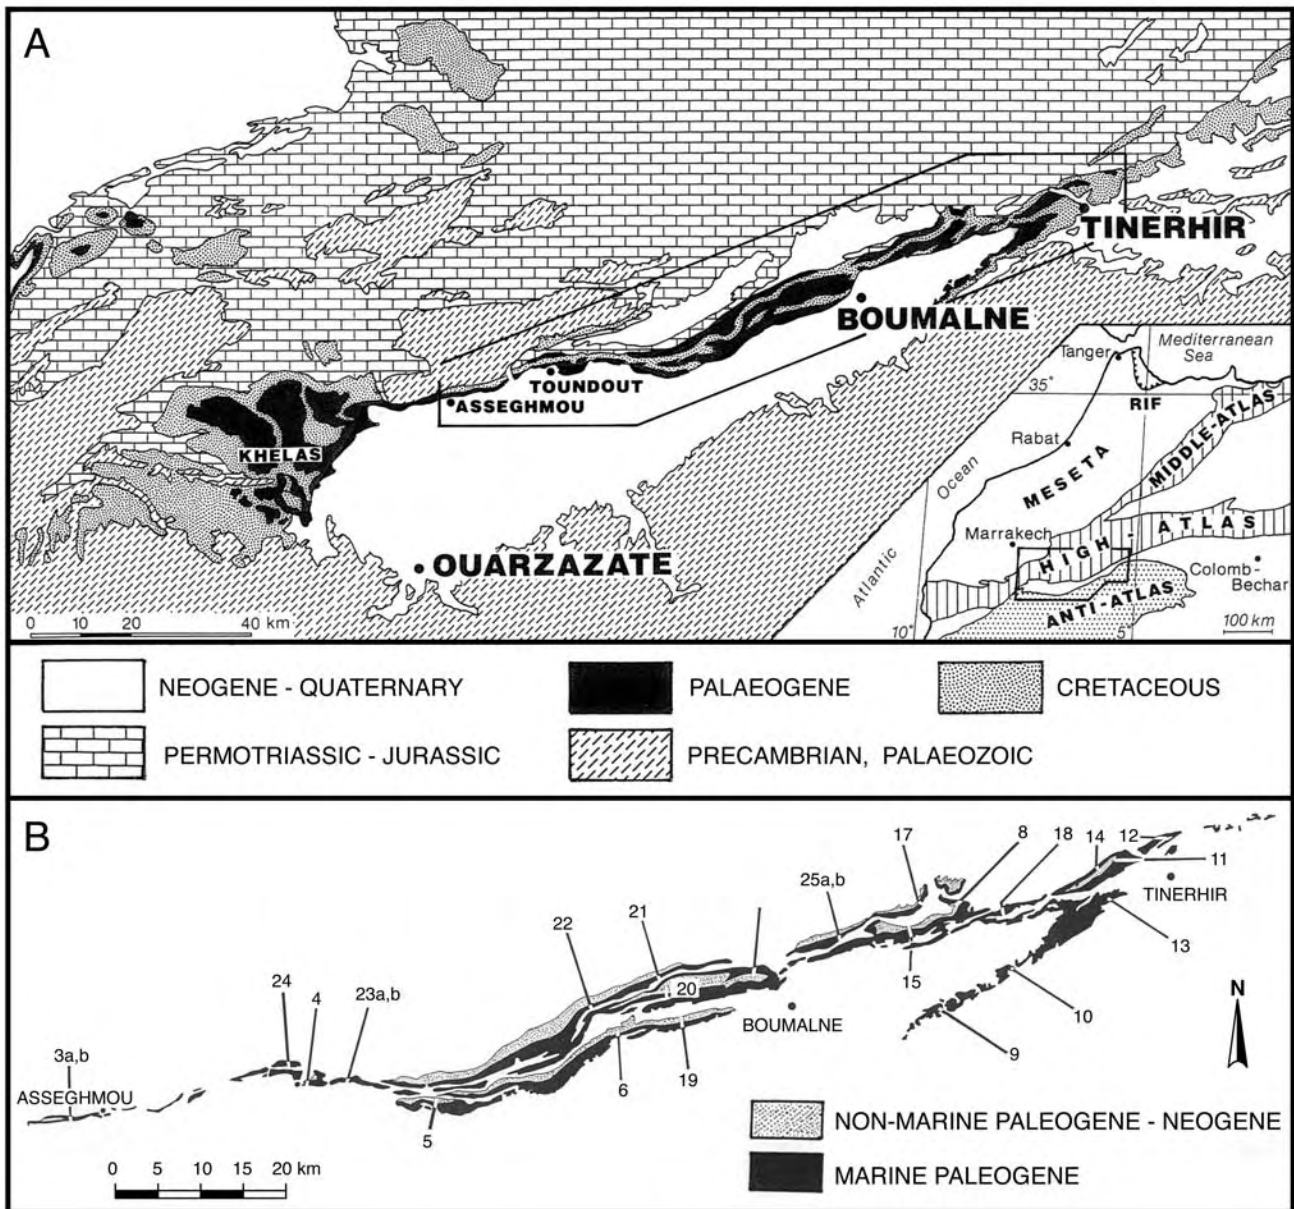 A
TINERHIR
BOUMALNE
TOUNDOUT
ASSEGHMOU
KHELAS
OUARZAZATE
0 10 20 40 km
Tanger
Mediterranean
Sea
35°
RIF
Rabat
MESETA
MIDDLE-ATLAS
Ocean
Atlantic
Marrakech
HIGH-ATLAS
Colomb-
Bechar
ANTI-ATLAS
10°
5°
100 km
NEOGENE - QUATERNARY
PALAEOGENE
CRETACEOUS
PERMOTRIASSIC - JURASSIC
PRECAMBRIAN, PALAEOZOIC
B
17
8
18
14
12
11
25a,b
TINERHIR
21
22
13
15
20
24
4
23a,b
N
BOUMALNE
10
9
3a,b
ASSEGHMOU
6
19
5
NON-MARINE PALEOGENE - NEOGENE
MARINE PALEOGENE
0 5 10 15 20 km